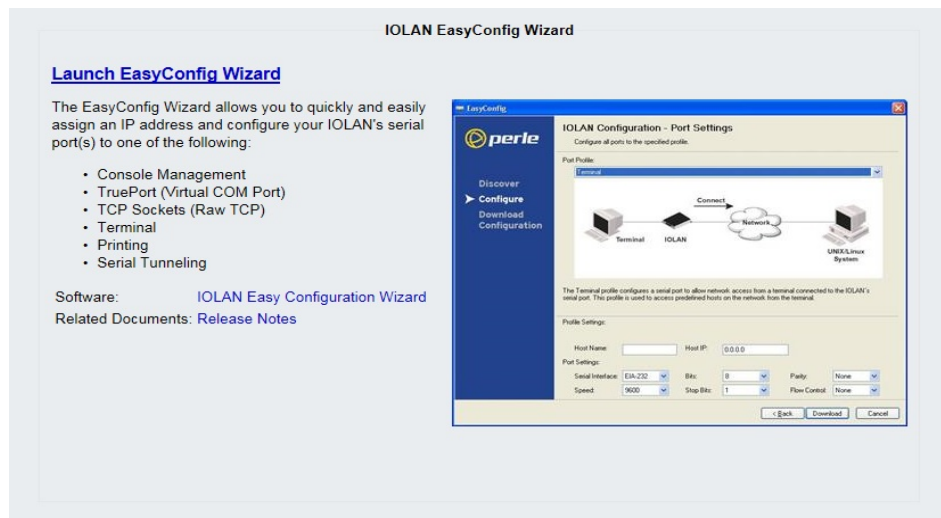 IOLAN EasyConfig Wizard
Launch EasyConfig Wizard
The EasyConfig Wizard allows you to quickly and easily
assign an IP address and configure your IOLAN's serial
port(s) to one of the following:
• Console Management
• TruePort (Virtual COM Port)
• TCP Sockets (Raw TCP)
• Terminal
• Printing
• Serial Tunneling
Software: IOLAN Easy Configuration Wizard
Related Documents: Release Notes
EasyConfig
perle
Discover
Configure
Download
Configuration
IOLAN Configuration - Port Settings
Configure all ports to the specified profile.
Port Profile:
Terminal
Connect
Network
Terminal IOLAN
UNIX/Linux
System
The Terminal profile configures a serial port to allow network access from a terminal connected to the IOLAN's
serial port. This profile is used to access predefined hosts on the network from the terminal.
Profile Settings:
Host Name: Host IP: 0.0.0.0
Port Settings:
Serial Interface: EIA-232 Bits: 8 Parity: None
Speed: 9600 Stop Bits: 1 Flow Control: None
< Back Download Cancel